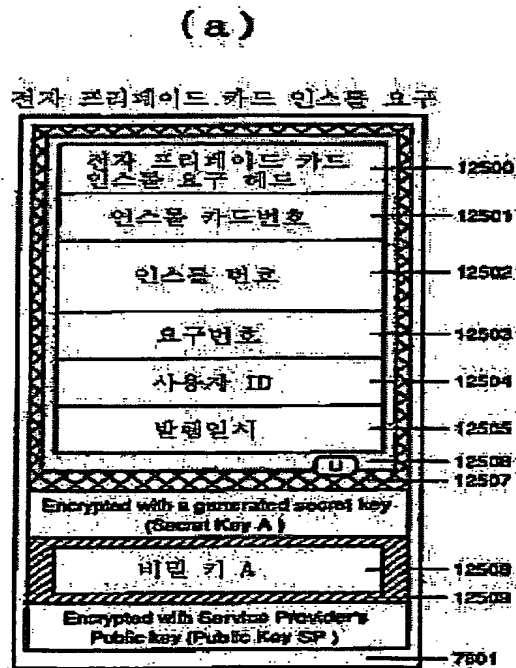 (a)
전자 프리페이드 카드 인스톨 요구
전자 프리페이드 카드
인스톨 요구 헤드
12500
인스톨 카드번호
12501
인스톨 번호
12502
요구번호
12503
사용자 ID
12504
발행일시
12505
U
12506
12507
Encrypted with a generated secret key
(Secret Key A)
비밀 키 A
12508
12509
Encrypted with Service Provider's
Public key (Public Key SP)
7601